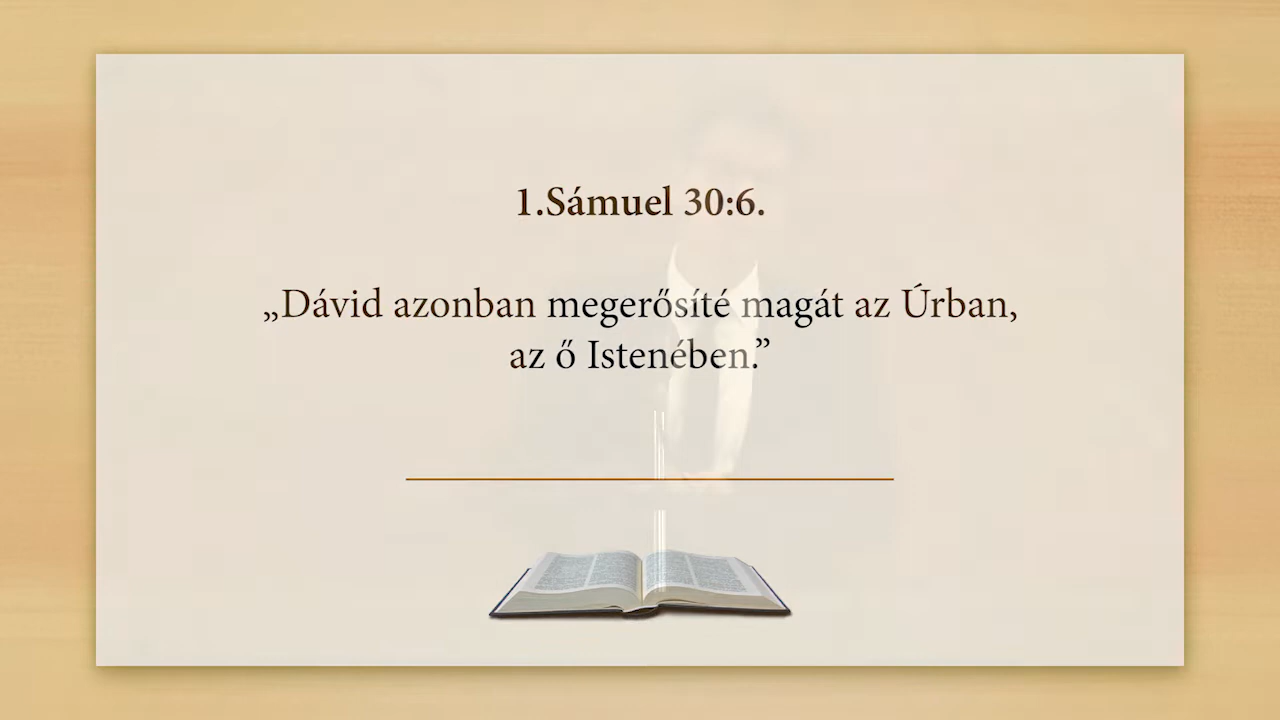 1.Sámuel 30:6.
„Dávid azonban megerősíté magát az Úrban,
az ő Istenében.”